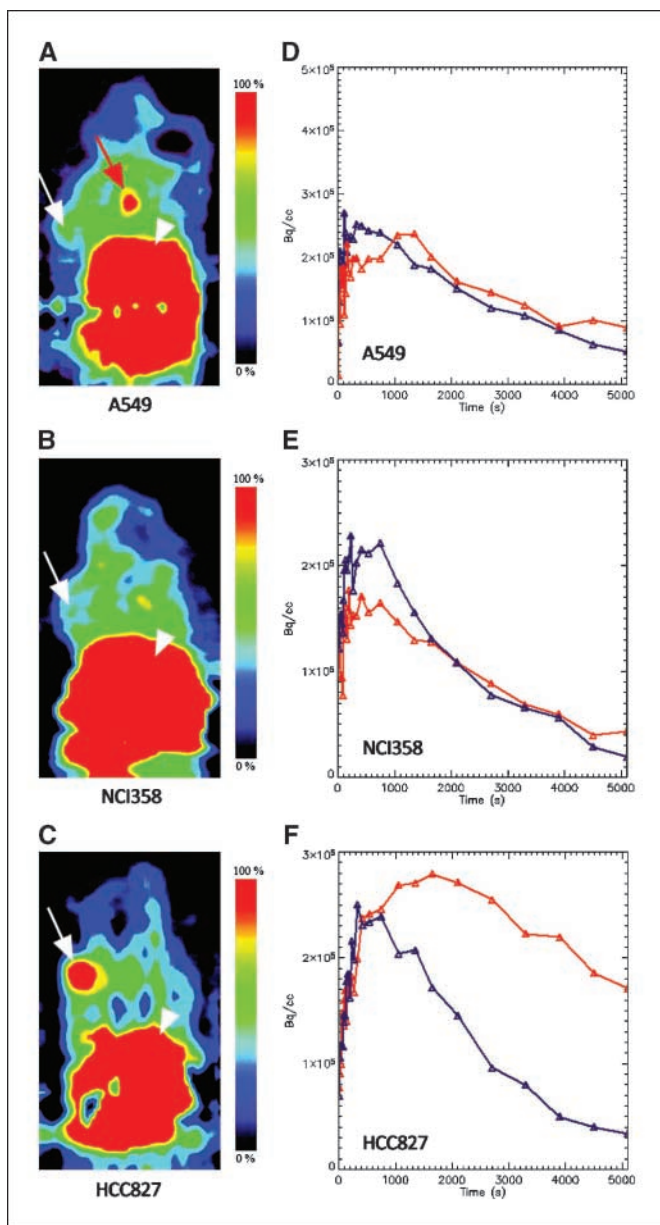 A
100 %
0 %
A549
B
100 %
0 %
NCI358
C
100 %
0 %
HCC827
D
5×10⁵
4×10⁵
3×10⁵
2×10⁵
1×10⁵
0
Bq/cc
0 1000 2000 3000 4000 5000
Time (s)
A549
E
3×10⁵
2×10⁵
1×10⁵
0
Bq/cc
0 1000 2000 3000 4000 5000
Time (s)
NCI358
F
3×10⁵
2×10⁵
1×10⁵
0
Bq/cc
0 1000 2000 3000 4000 5000
Time (s)
HCC827